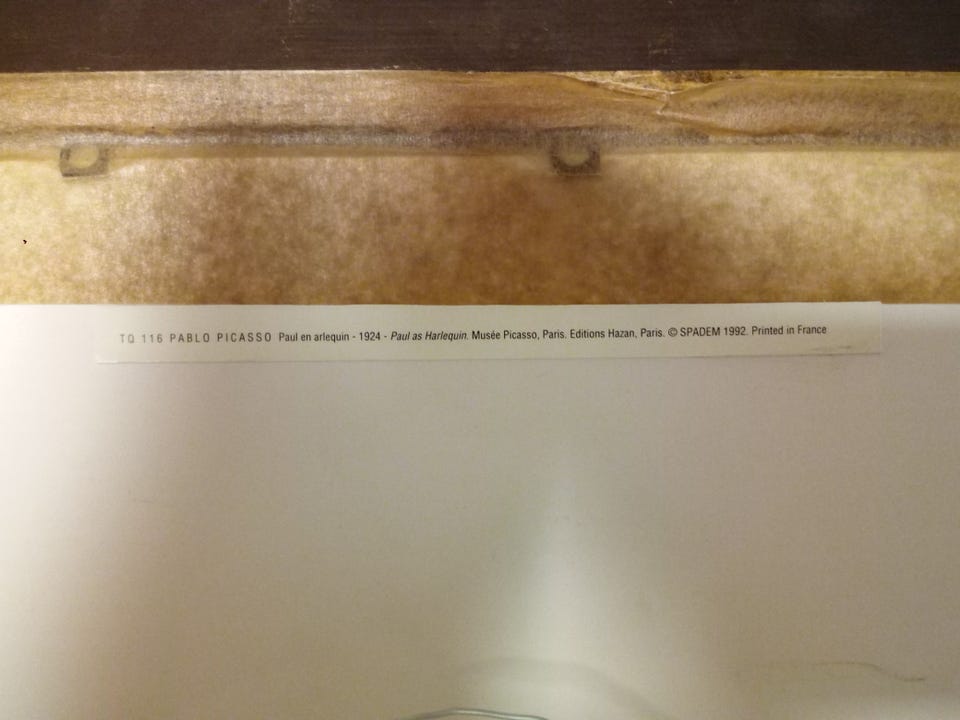 TQ 116 PABLO PICASSO Paul en arlequin - 1924 - Paul as Harlequin. Musée Picasso, Paris. Editions Hazan, Paris. © SPADEM 1992. Printed in France